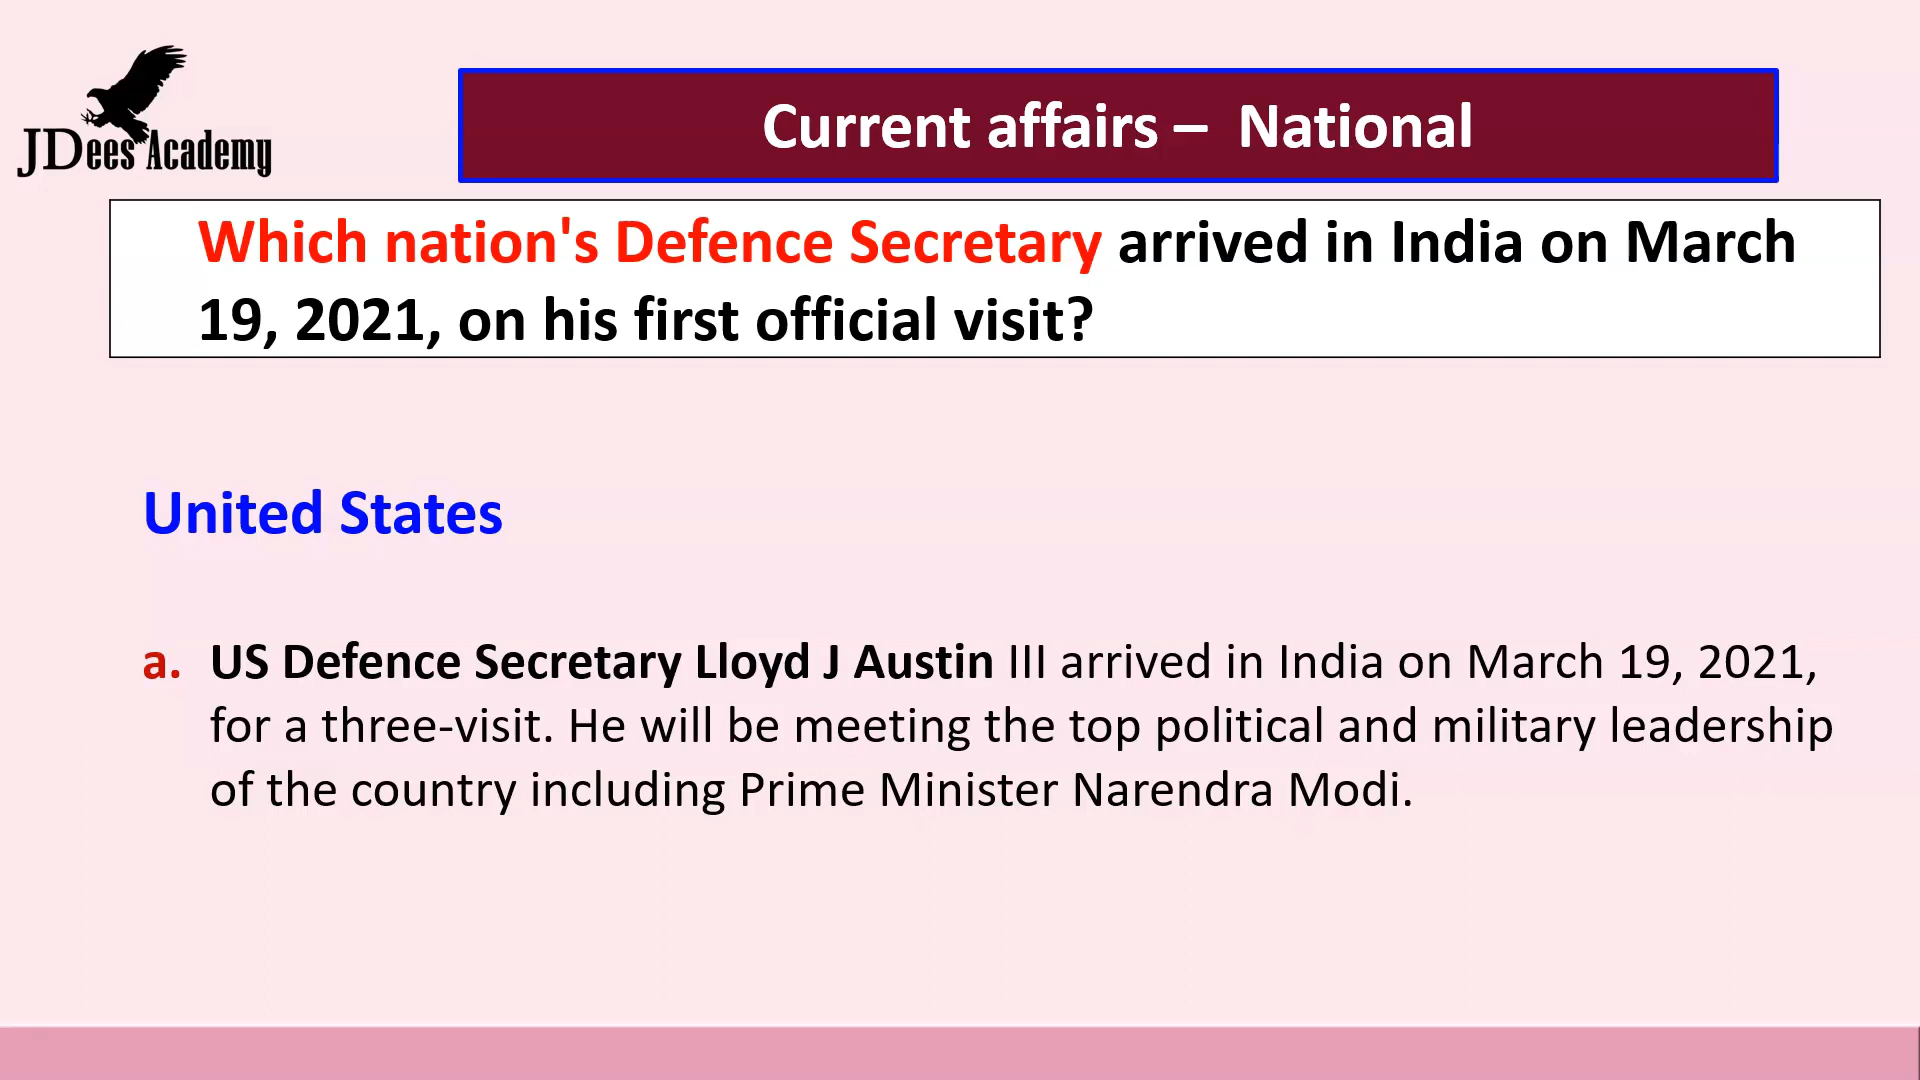 JDees Academy
Current affairs – National
Which nation's Defence Secretary arrived in India on March
19, 2021, on his first official visit?
United States
a. US Defence Secretary Lloyd J Austin III arrived in India on March 19, 2021,
for a three-visit. He will be meeting the top political and military leadership
of the country including Prime Minister Narendra Modi.